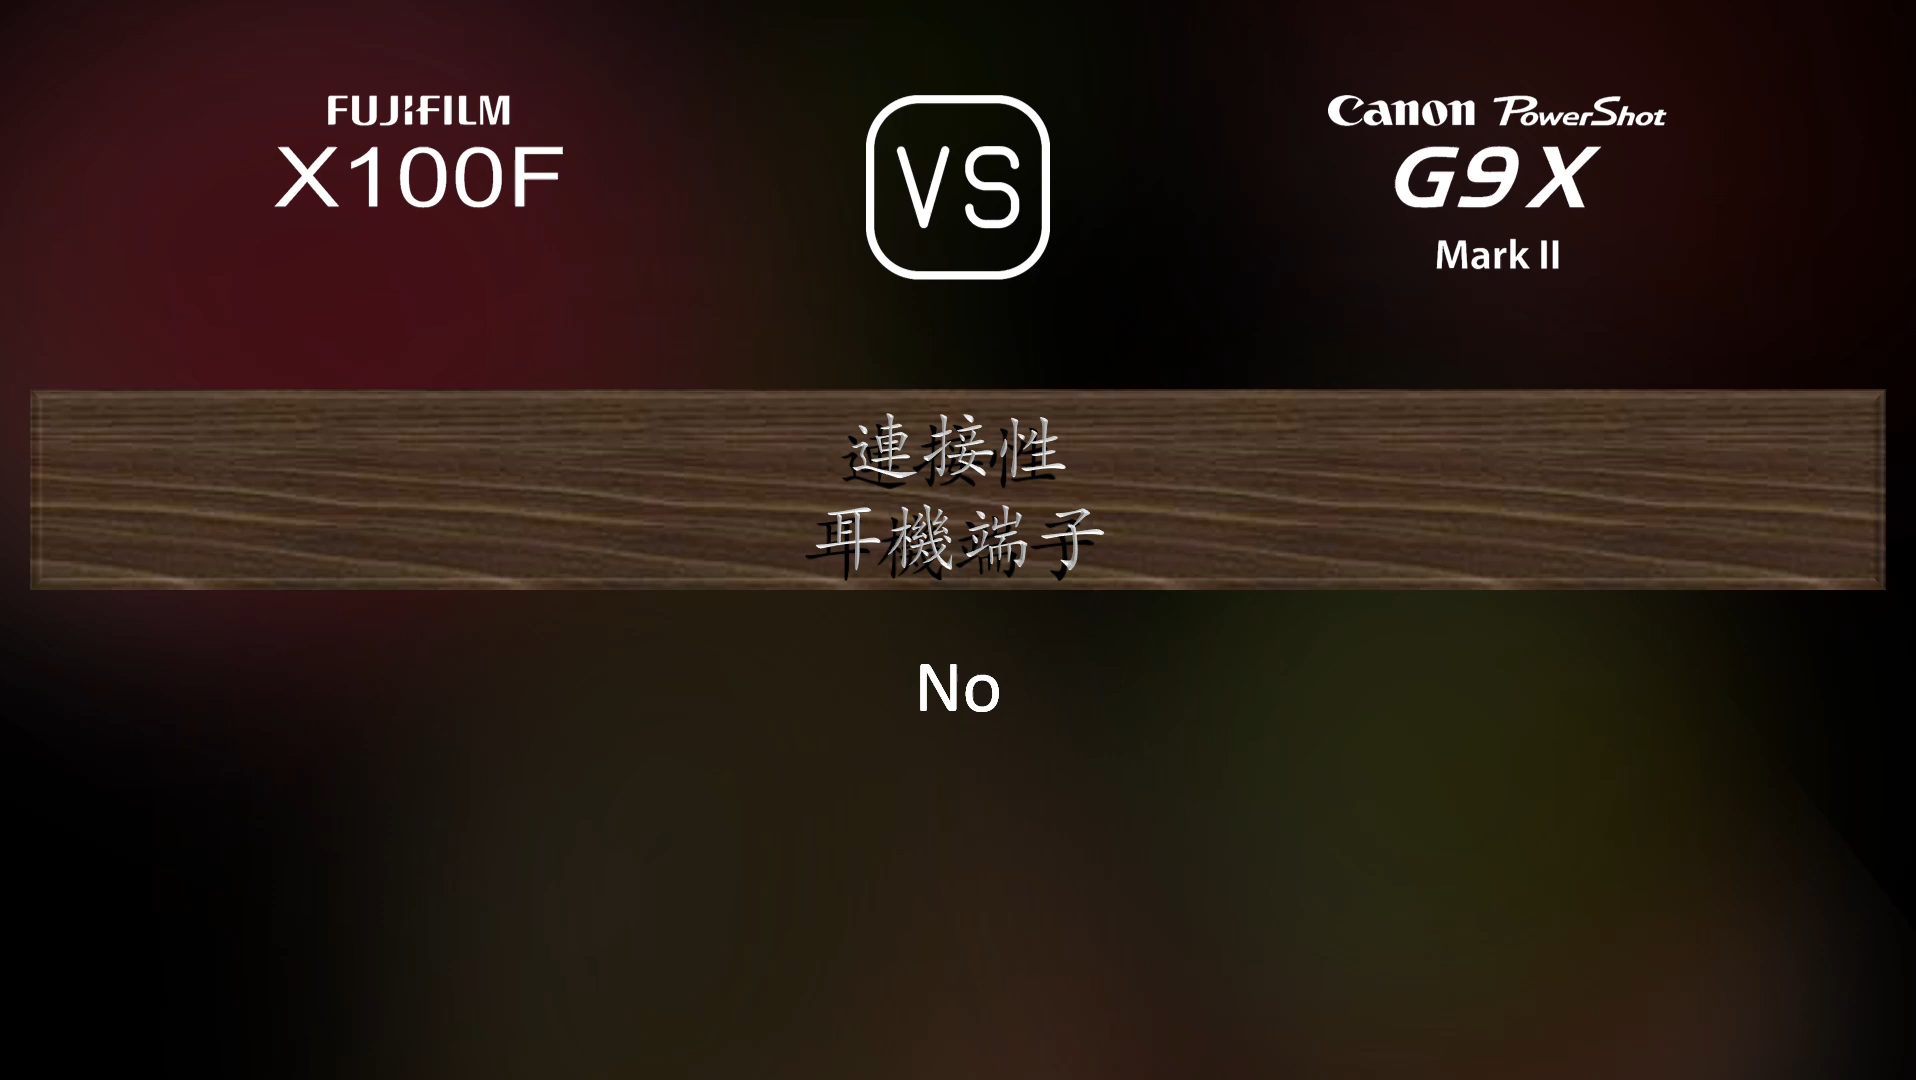 FUJIFILM
X100F
VS
Canon PowerShot
G9 X
Mark II
連接性
耳機端子
No